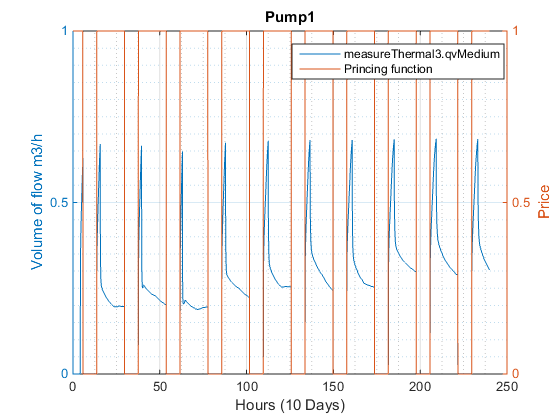 Pump1
measureThermal3.qvMedium
Princing function
Volume of flow m3/h
1
0.5
0
1
0.5
0
Price
0 50 100 150 200 250
Hours (10 Days)